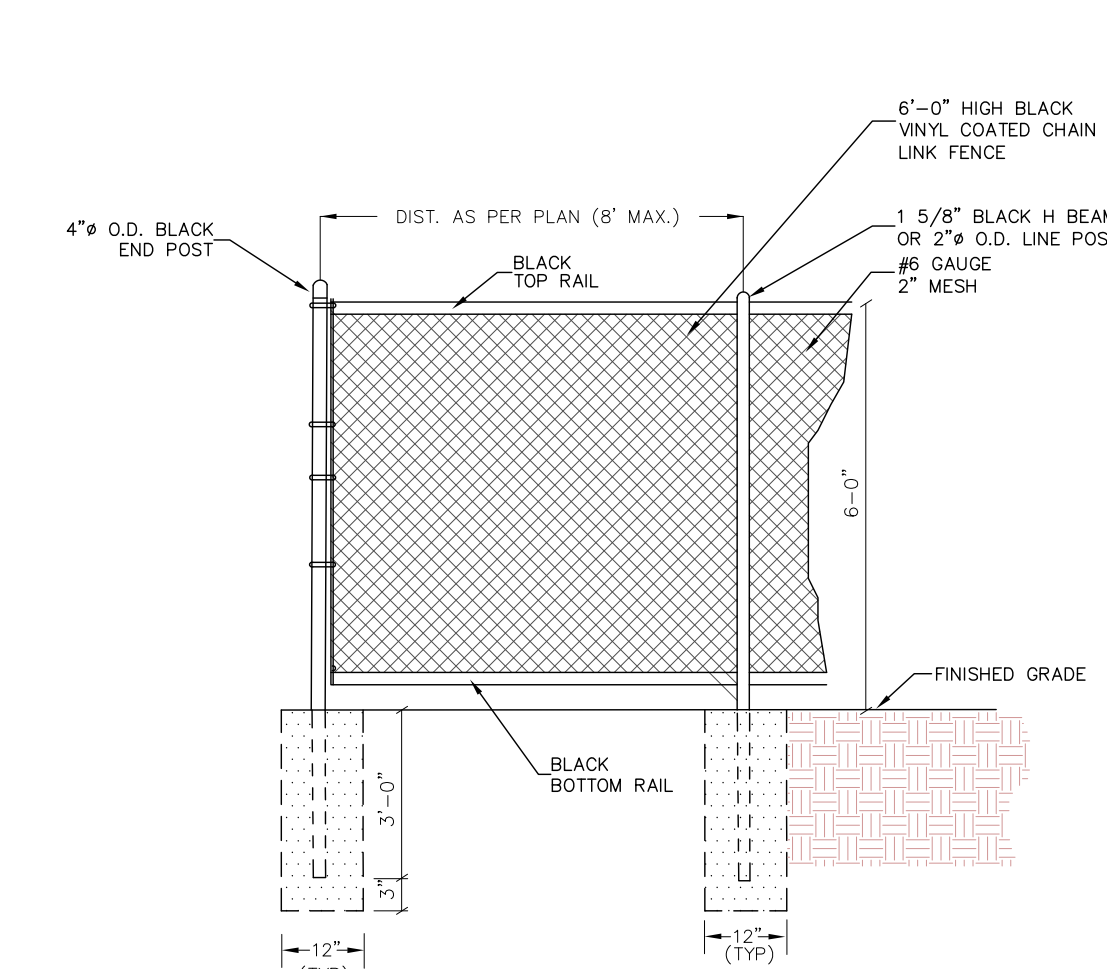 6'-0" HIGH BLACK
VINYL COATED CHAIN
LINK FENCE
DIST. AS PER PLAN (8' MAX.)
4"ø O.D. BLACK
END POST
1 5/8" BLACK H BEAM
OR 2"ø O.D. LINE POS
#6 GAUGE
2" MESH
BLACK
TOP RAIL
6-0"
FINISHED GRADE
BLACK
BOTTOM RAIL
3'-0"
3"
12"
(TYP)
12"
(TYP)